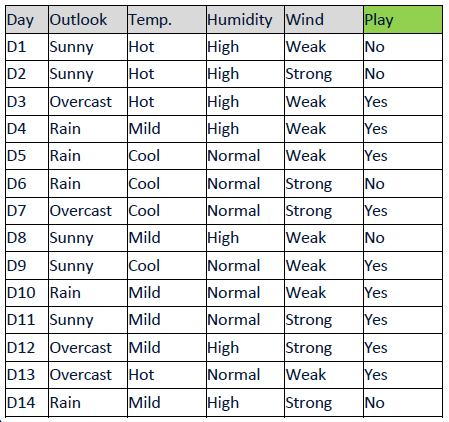 Day Outlook Temp. Humidity Wind Play
D1 Sunny Hot High Weak No
D2 Sunny Hot High Strong No
D3 Overcast Hot High Weak Yes
D4 Rain Mild High Weak Yes
D5 Rain Cool Normal Weak Yes
D6 Rain Cool Normal Strong No
D7 Overcast Cool Normal Strong Yes
D8 Sunny Mild High Weak No
D9 Sunny Cool Normal Weak Yes
D10 Rain Mild Normal Weak Yes
D11 Sunny Mild Normal Strong Yes
D12 Overcast Mild High Strong Yes
D13 Overcast Hot Normal Weak Yes
D14 Rain Mild High Strong No